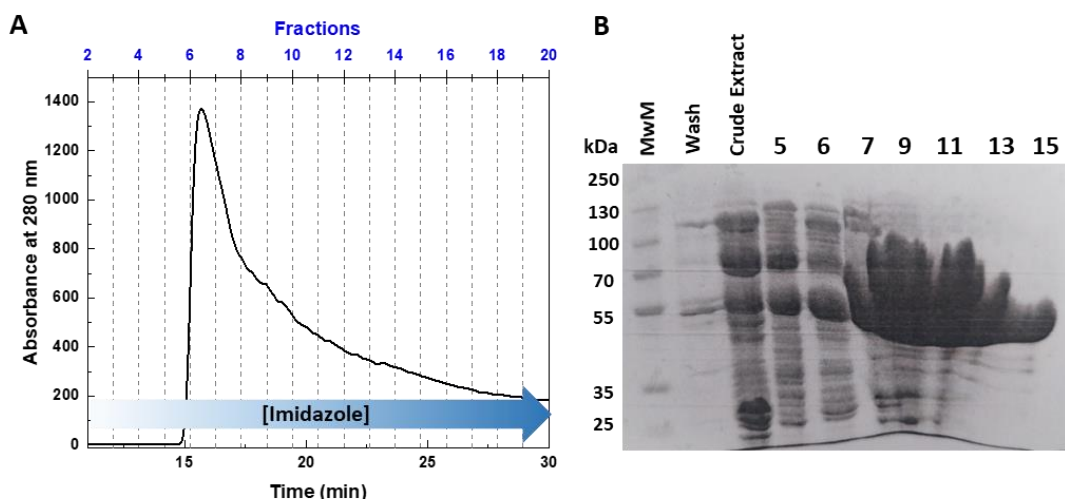 A
Fractions
2 4 6 8 10 12 14 16 18 20
Absorbance at 280 nm
1400
1200
1000
800
600
400
200
0
[Imidazole]
15 20 25 30
Time (min)
B
kDa MwM Wash Crude Extract 5 6 7 9 11 13 15
250
130
100
70
55
35
25